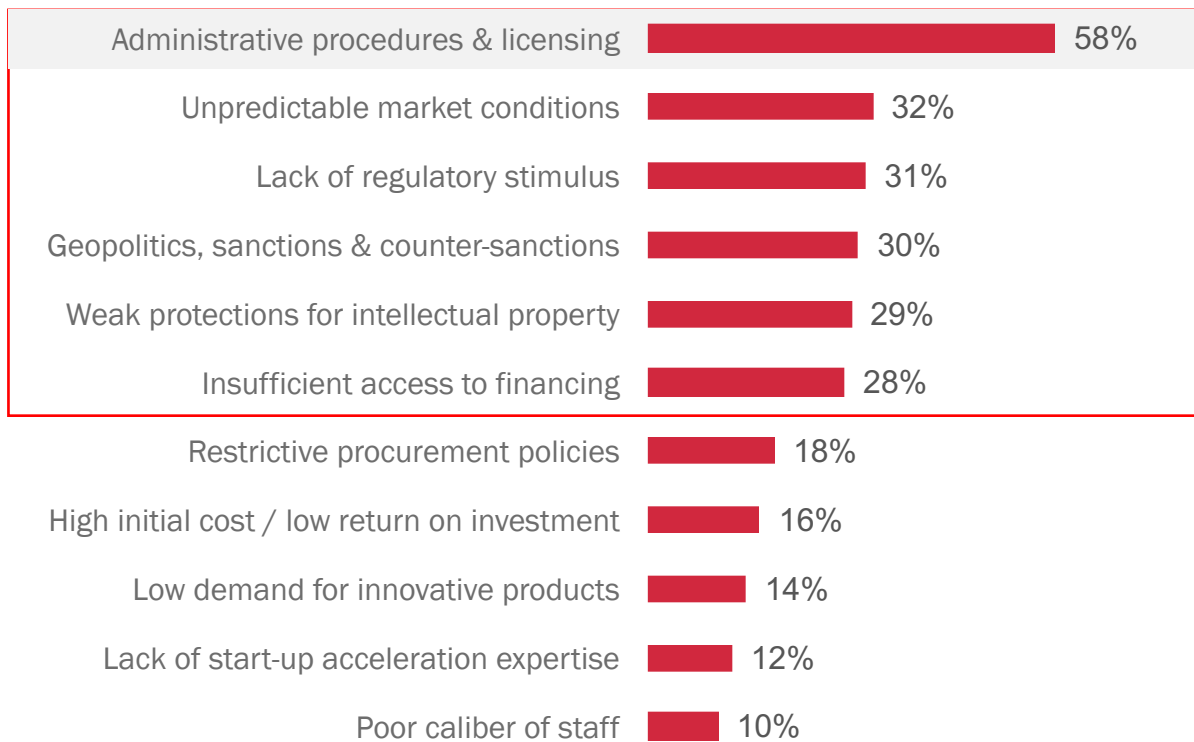 Administrative procedures & licensing 58%
Unpredictable market conditions 32%
Lack of regulatory stimulus 31%
Geopolitics, sanctions & counter-sanctions 30%
Weak protections for intellectual property 29%
Insufficient access to financing 28%
Restrictive procurement policies 18%
High initial cost / low return on investment 16%
Low demand for innovative products 14%
Lack of start-up acceleration expertise 12%
Poor caliber of staff 10%